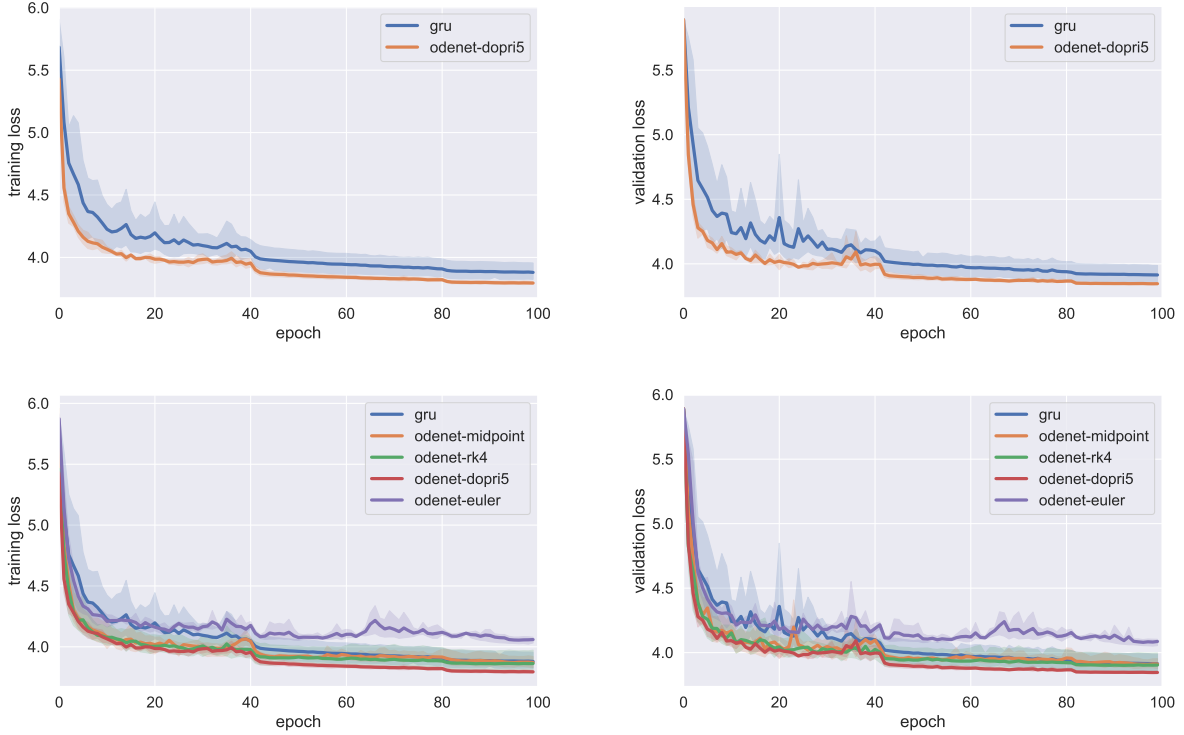 6.0
5.5
5.0
4.5
4.0
training loss
0 20 40 60 80 100
epoch
gru
odenet-dopri5
5.5
5.0
4.5
4.0
validation loss
0 20 40 60 80 100
epoch
gru
odenet-dopri5
6.0
5.5
5.0
4.5
4.0
training loss
0 20 40 60 80 100
epoch
gru
odenet-midpoint
odenet-rk4
odenet-dopri5
odenet-euler
6.0
5.5
5.0
4.5
4.0
validation loss
0 20 40 60 80 100
epoch
gru
odenet-midpoint
odenet-rk4
odenet-dopri5
odenet-euler